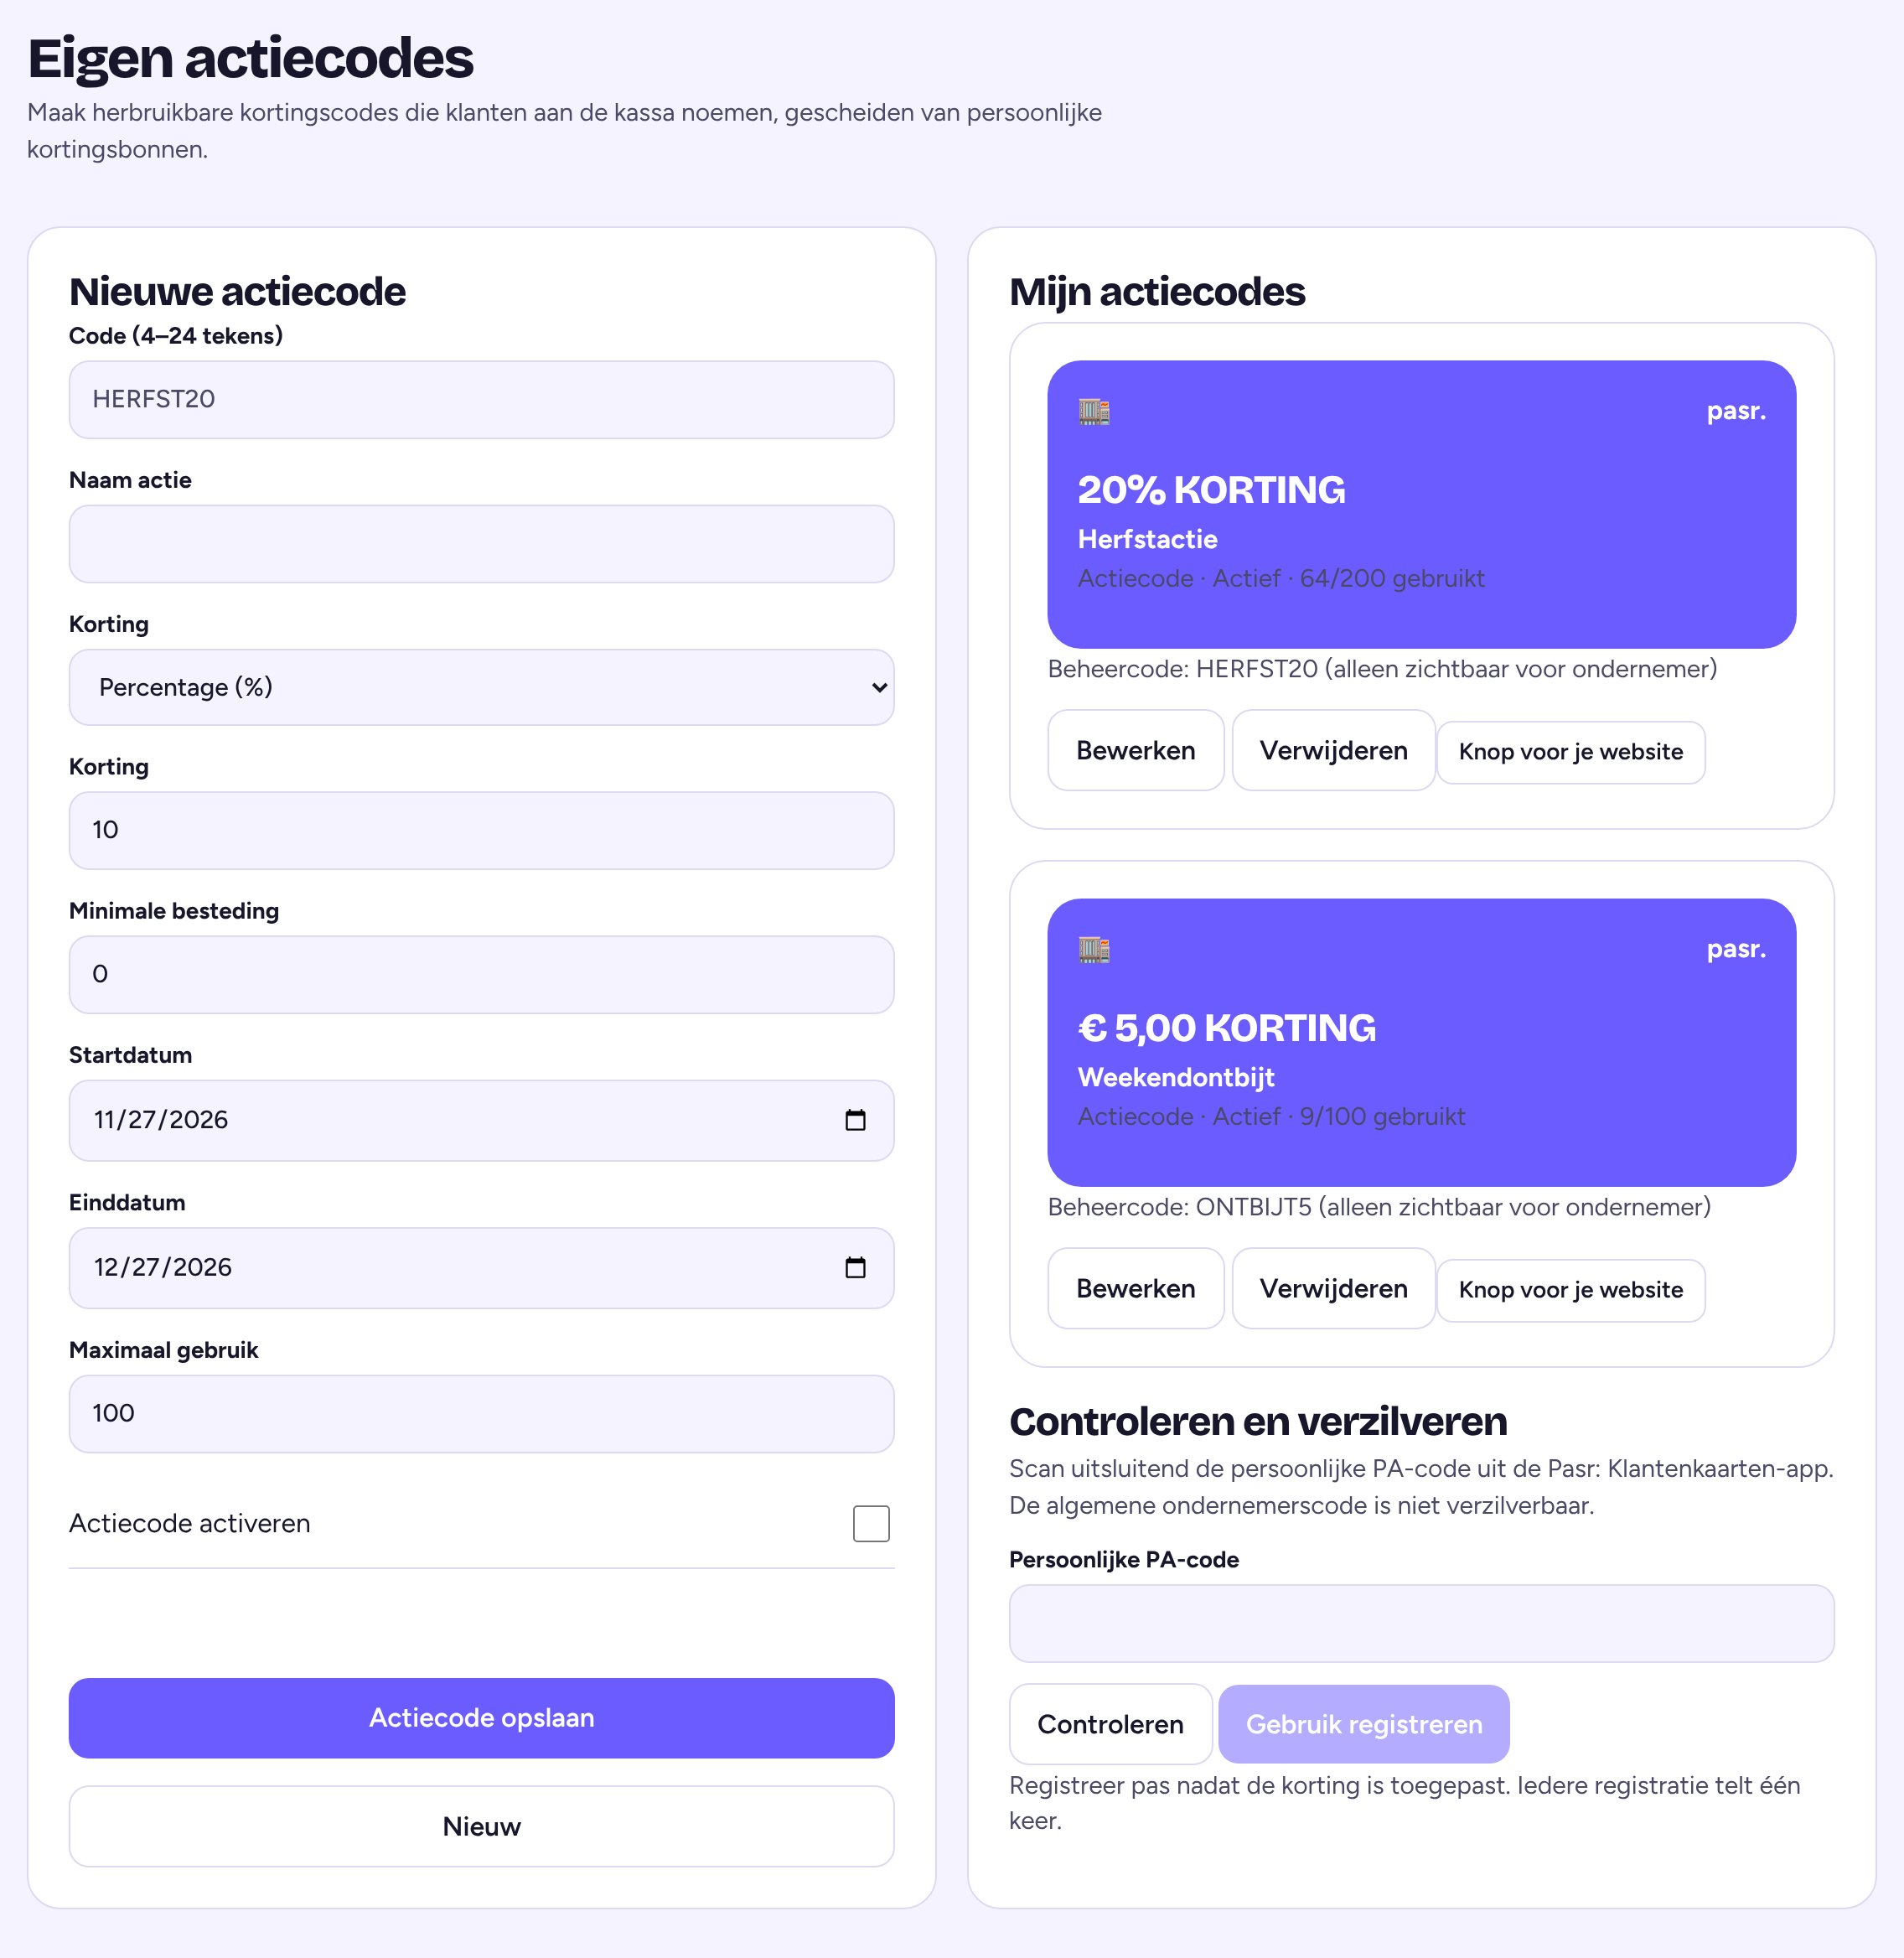 Eigen actiecodes
Maak herbruikbare kortingscodes die klanten aan de kassa noemen, gescheiden van persoonlijke
kortingsbonnen.
Nieuwe actiecode
Code (4–24 tekens)
HERFST20
Naam actie
Korting
Percentage (%)
Korting
10
Minimale besteding
0
Startdatum
11/27/2026
Einddatum
12/27/2026
Maximaal gebruik
100
Actiecode activeren
Actiecode opslaan
Nieuw
Mijn actiecodes
pasr.
20% KORTING
Herfstactie
Actiecode · Actief · 64/200 gebruikt
Beheercode: HERFST20 (alleen zichtbaar voor ondernemer)
Bewerken Verwijderen Knop voor je website
pasr.
€ 5,00 KORTING
Weekendontbijt
Actiecode · Actief · 9/100 gebruikt
Beheercode: ONTBIJT5 (alleen zichtbaar voor ondernemer)
Bewerken Verwijderen Knop voor je website
Controleren en verzilveren
Scan uitsluitend de persoonlijke PA-code uit de Pasr: Klantenkaarten-app.
De algemene ondernemerscode is niet verzilverbaar.
Persoonlijke PA-code
Controleren Gebruik registreren
Registreer pas nadat de korting is toegepast. Iedere registratie telt één
keer.